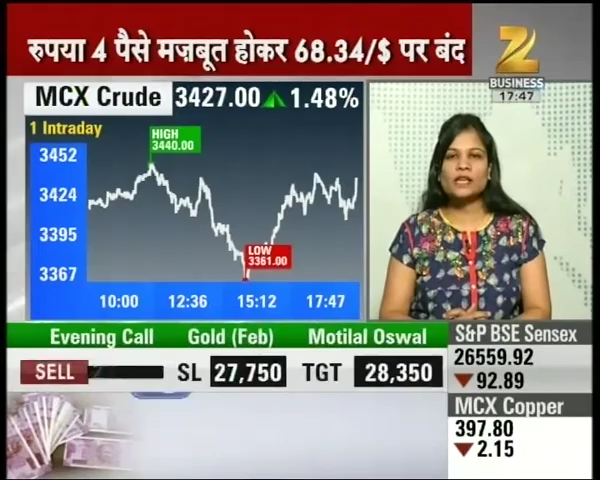 रुपया 4 पैसे मज़बूत होकर 68.34/$ पर बंद
BUSINESS
17:47
MCX Crude 3427.00 1.48%
1 Intraday
HIGH
3440.00
3452
3424
3395
3367
LOW
3361.00
10:00 12:36 15:12 17:47
Evening Call Gold (Feb) Motilal Oswal
SELL SL 27,750 TGT 28,350
S&P BSE Sensex
26559.92
92.89
MCX Copper
397.80
2.15